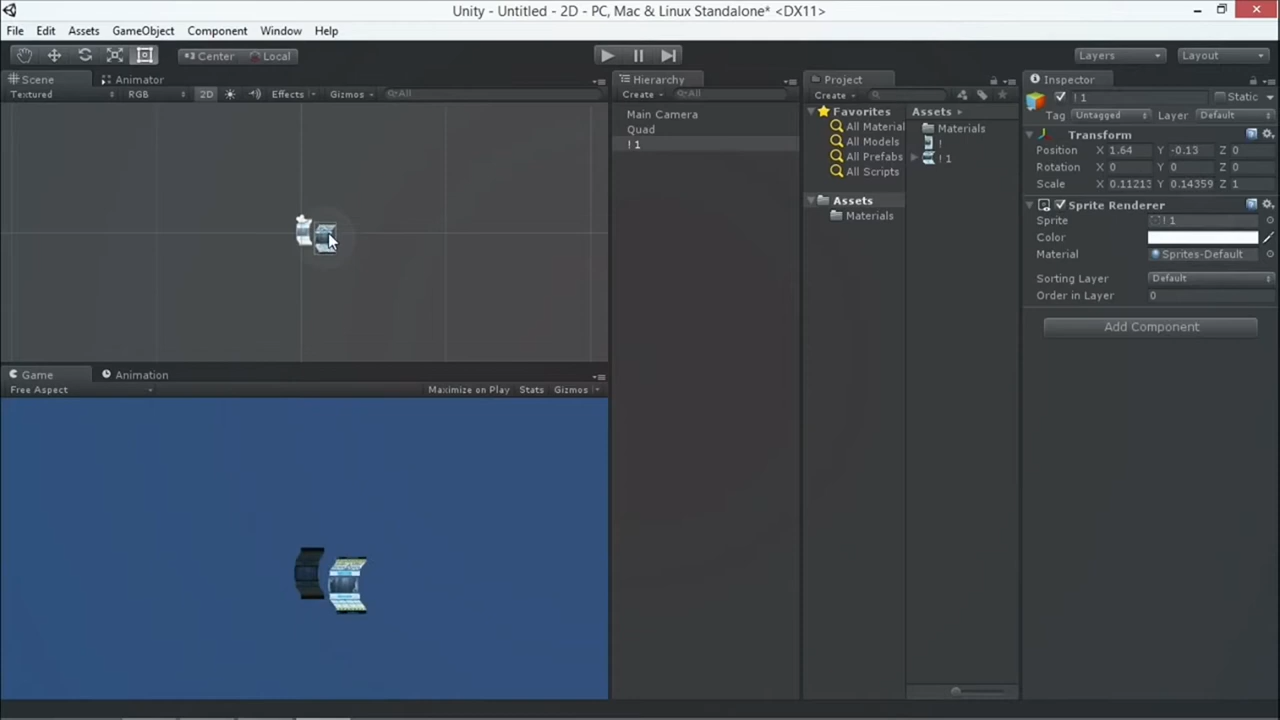 Unity - Untitled - 2D - PC, Mac & Linux Standalone* <DX11>
File Edit Assets GameObject Component Window Help
Center Local Layers Layout
Scene Animator
Textured RGB 2D Effects Gizmos All
Hierarchy
Create All
Main Camera
Quad
! 1
Project
Create
Favorites
All Material
All Models
All Prefabs
All Scripts
Assets
Materials
Assets
Materials
!
! 1
Inspector
! 1 Static
Tag Untagged Layer Default
Transform
Position X 1.64 Y -0.13 Z 0
Rotation X 0 Y 0 Z 0
Scale X 0.11213 Y 0.14359 Z 1
Sprite Renderer
Sprite ! 1
Color
Material Sprites-Default
Sorting Layer Default
Order in Layer 0
Add Component
Game Animation
Free Aspect Maximize on Play Stats Gizmos